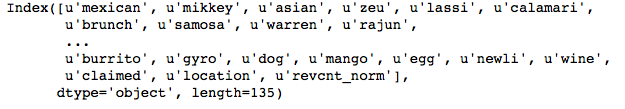 Index([u'mexican', u'mikkey', u'asian', u'zeu', u'lassi', u'calamari',
u'brunch', u'samosa', u'warren', u'rajun',
...
u'burrito', u'gyro', u'dog', u'mango', u'egg', u'newli', u'wine',
u'claimed', u'location', u'revcnt_norm'],
dtype='object', length=135)